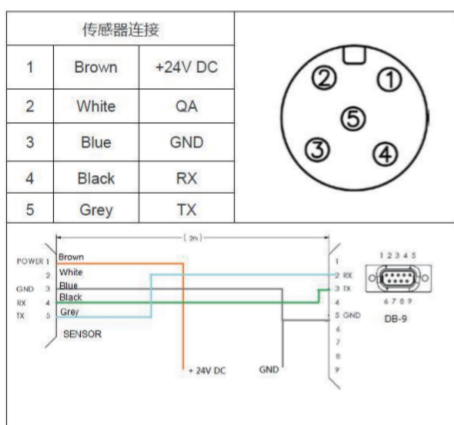 传感器连接
1 Brown +24V DC
2 White QA
3 Blue GND
4 Black RX
5 Grey TX
2 1
5
3 4
(2m)
POWER 1 Brown
2 White
GND 3 Blue
RX 4 Black
TX 5 Grey
SENSOR
+ 24V DC
GND
1
2 RX
3 TX
4
5 GND
6
7
8
9
1 2 3 4 5
6 7 8 9
DB-9